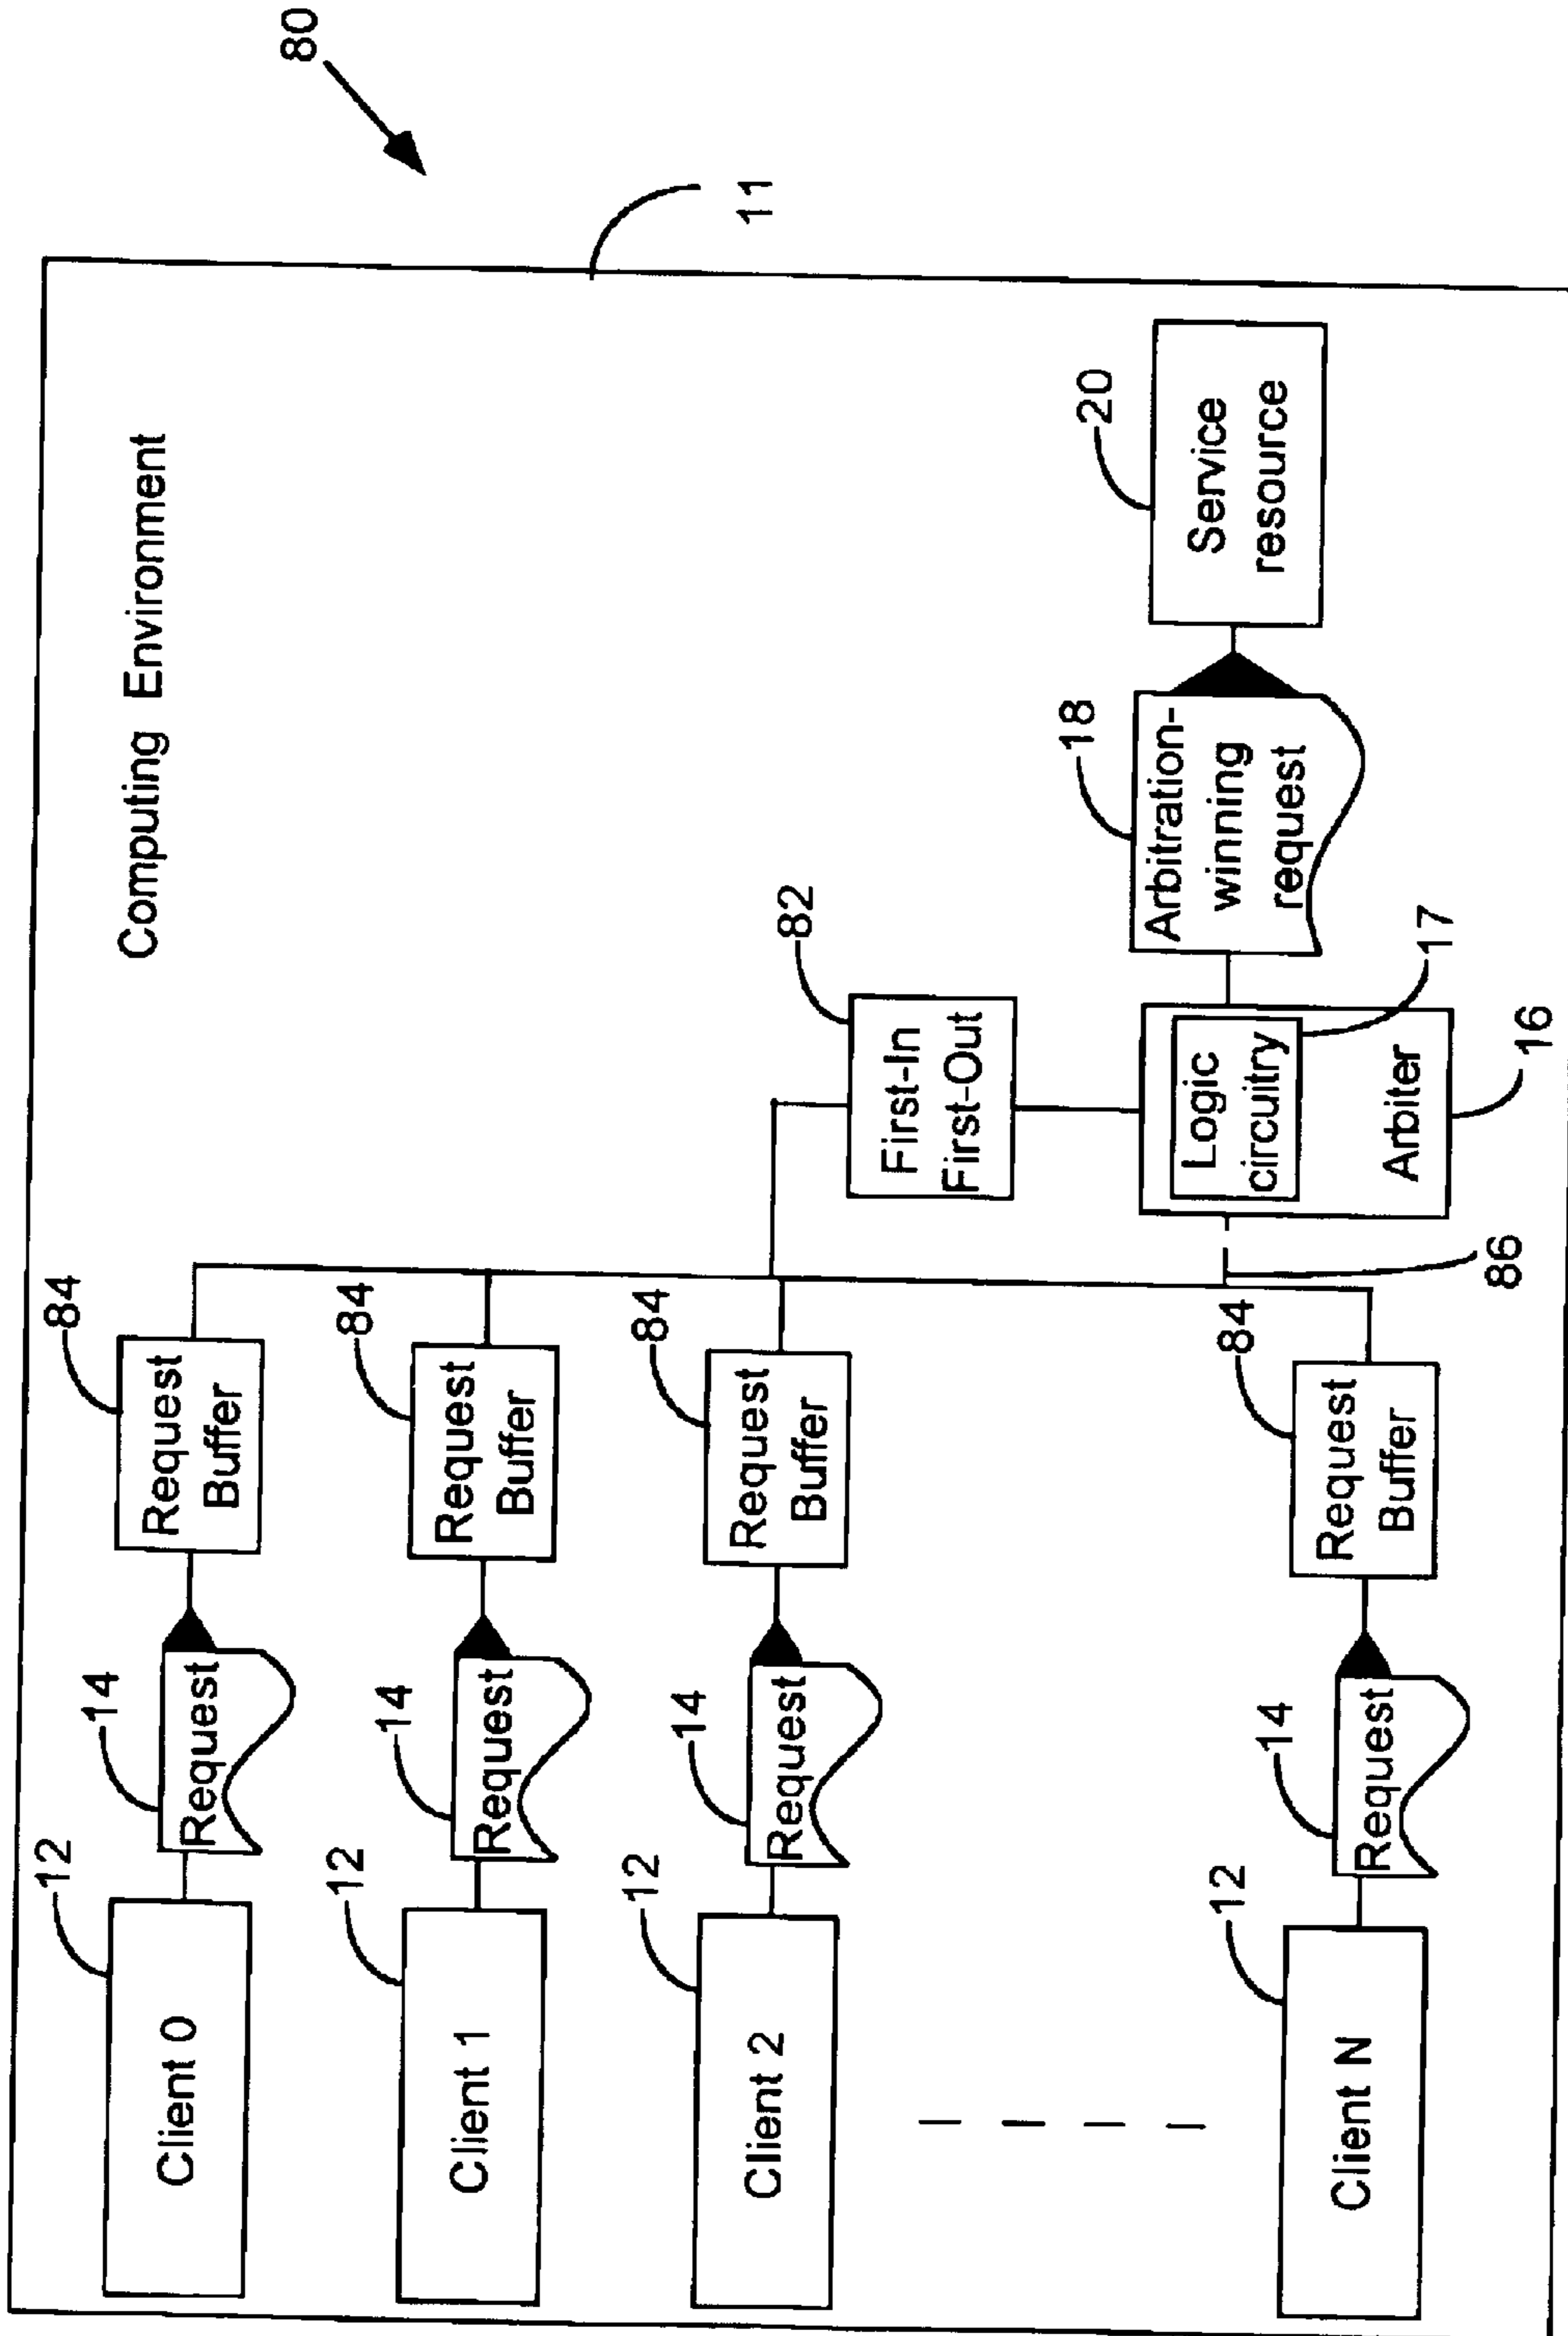 80
11
Computing Environment
12
14
84
Client 0
Request
Request
Buffer
12
14
84
Client 1
Request
Request
Buffer
12
14
84
Client 2
Request
Request
Buffer
82
First-In
First-Out
12
14
84
Client N
Request
Request
Buffer
86
Logic
circuitry
Arbiter
17
16
18
Arbitration-
winning
request
20
Service
resource